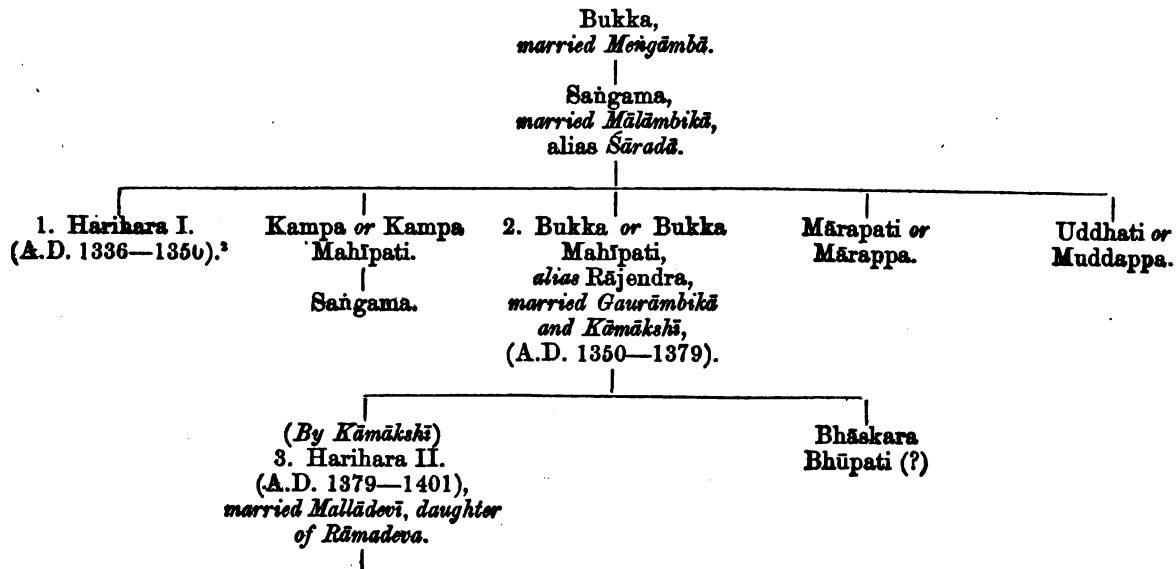 Bukka,
married Meṅgāmbā.
Saṅgama,
married Mālāmbikā,
alias Śāradā.
1. Harihara I.
(A.D. 1336—1350).²
Kampa or Kampa
Mahīpati.
Saṅgama.
2. Bukka or Bukka
Mahīpati,
alias Rājendra,
married Gaurāmbikā
and Kāmākshī,
(A.D. 1350—1379).
Mārapati or
Mārappa.
Uddhati or
Muddappa.
(By Kāmākshī)
3. Harihara II.
(A.D. 1379—1401),
married Mallādevī, daughter
of Rāmadeva.
Bhāskara
Bhūpati (?)